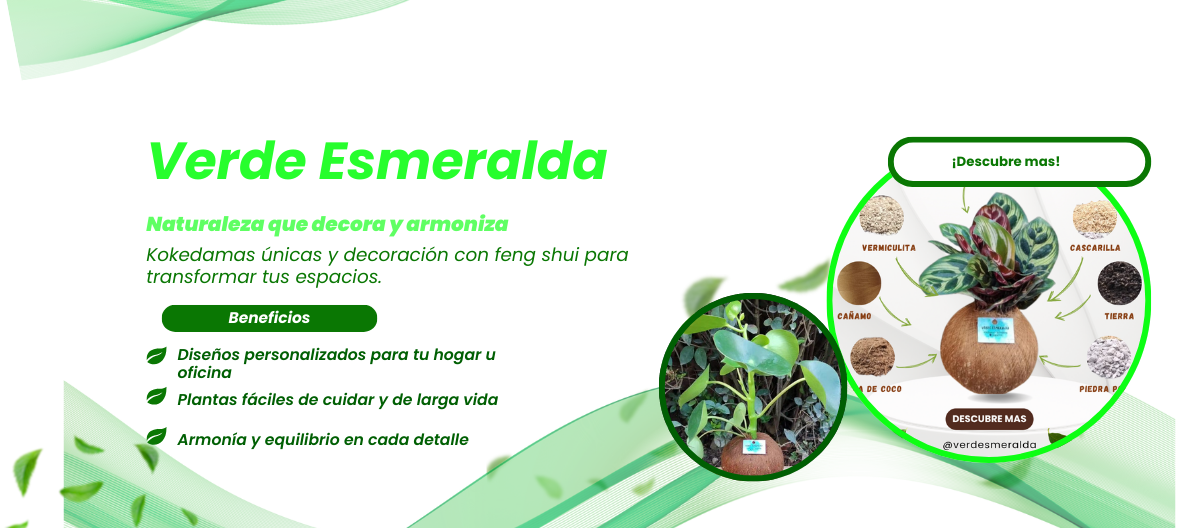 Verde Esmeralda
Naturaleza que decora y armoniza
Kokedamas únicas y decoración con feng shui para
transformar tus espacios.
Beneficios
Diseños personalizados para tu hogar u
oficina
Plantas fáciles de cuidar y de larga vida
Armonía y equilibrio en cada detalle
¡Descubre mas!
VERMICULITA
CASCARILLA
CAÑAMO
TIERRA
A DE COCO
PIEDRA
DESCUBRE MAS
@verdesmeralda